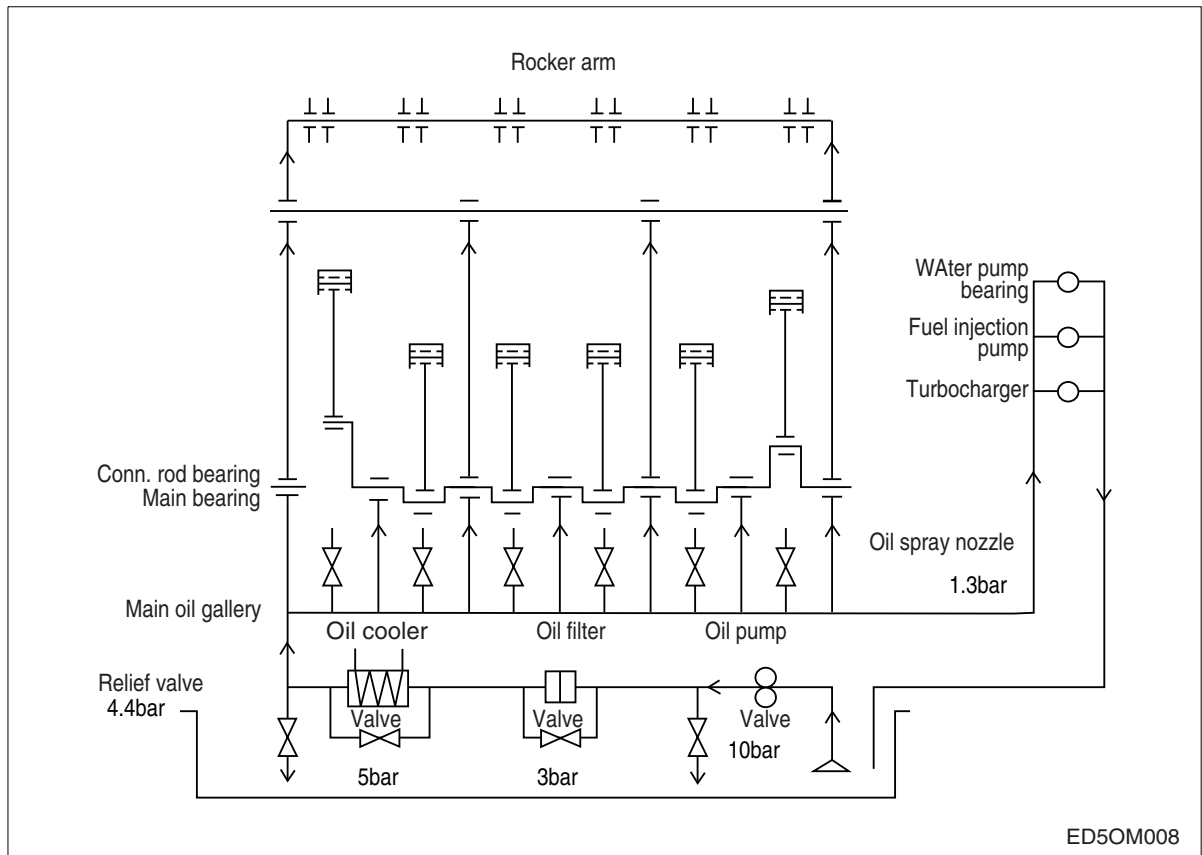 Rocker arm
WAter pump
bearing
Fuel injection
pump
Turbocharger
Conn. rod bearing
Main bearing
Oil spray nozzle
1.3bar
Main oil gallery
Oil cooler
Oil filter
Oil pump
Relief valve
4.4bar
Valve
Valve
Valve
5bar
3bar
10bar
ED5OM008